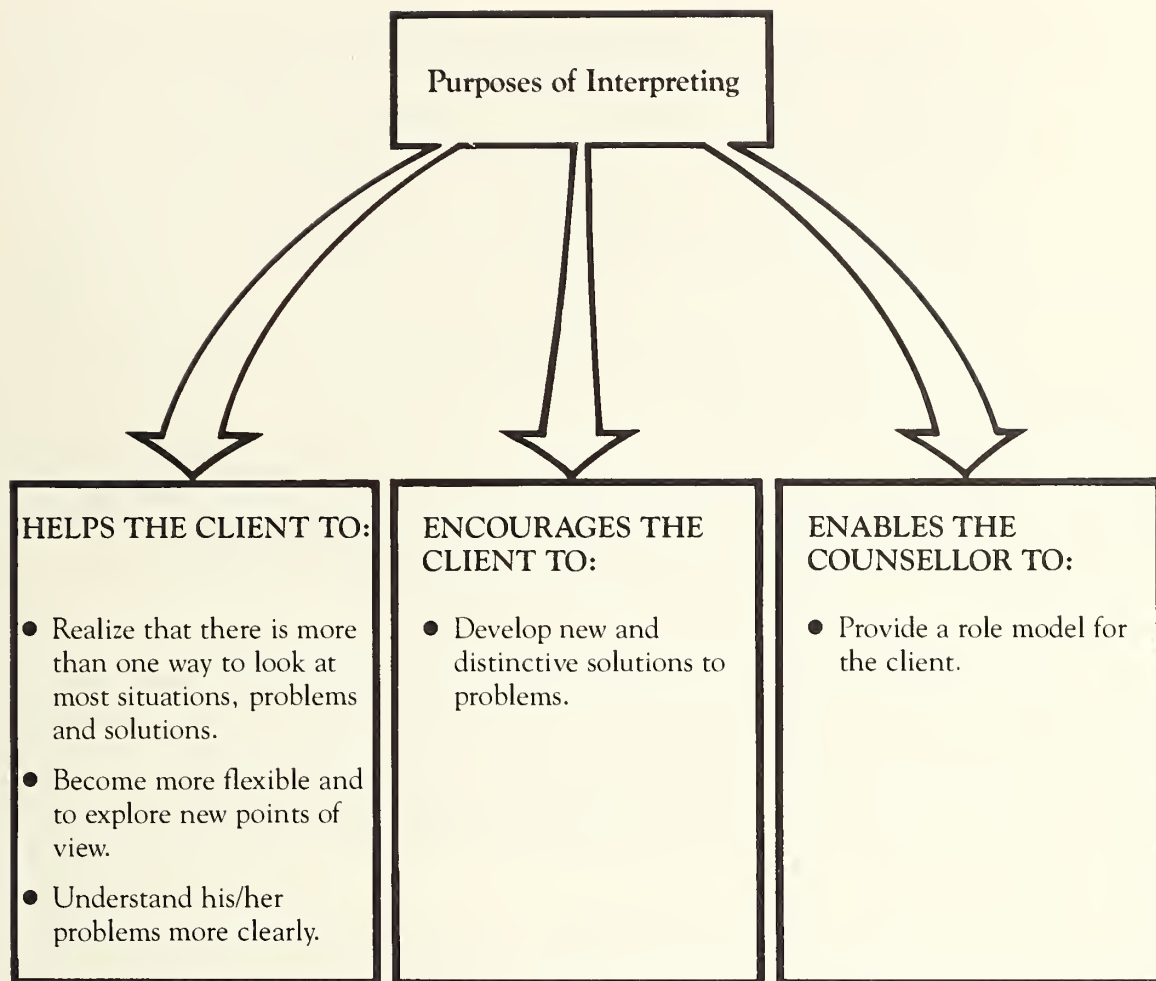 Purposes of Interpreting
HELPS THE CLIENT TO:
● Realize that there is more
than one way to look at
most situations, problems
and solutions.
● Become more flexible and
to explore new points of
view.
● Understand his/her
problems more clearly.
ENCOURAGES THE
CLIENT TO:
● Develop new and
distinctive solutions to
problems.
ENABLES THE
COUNSELLOR TO:
● Provide a role model for
the client.